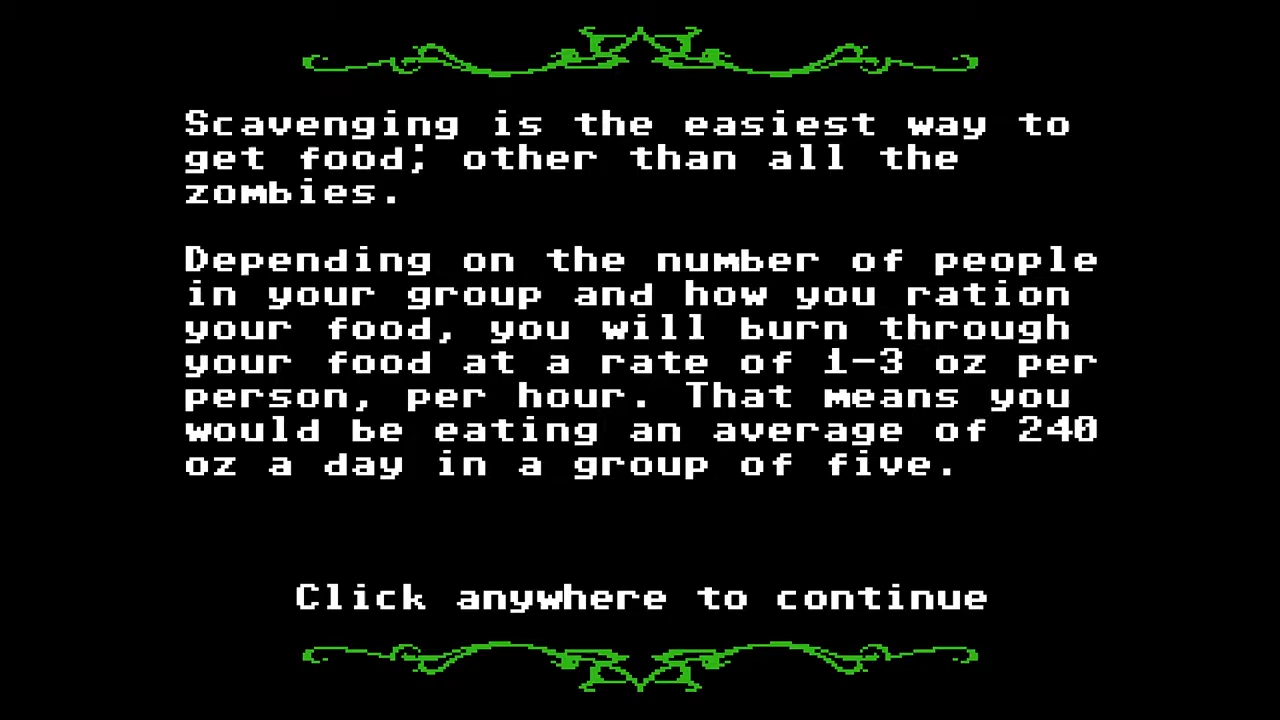 Scavenging is the easiest way to
get food; other than all the
zombies.
Depending on the number of people
in your group and how you ration
your food, you will burn through
your food at a rate of 1-3 oz per
person, per hour. That means you
would be eating an average of 240
oz a day in a group of five.
Click anywhere to continue